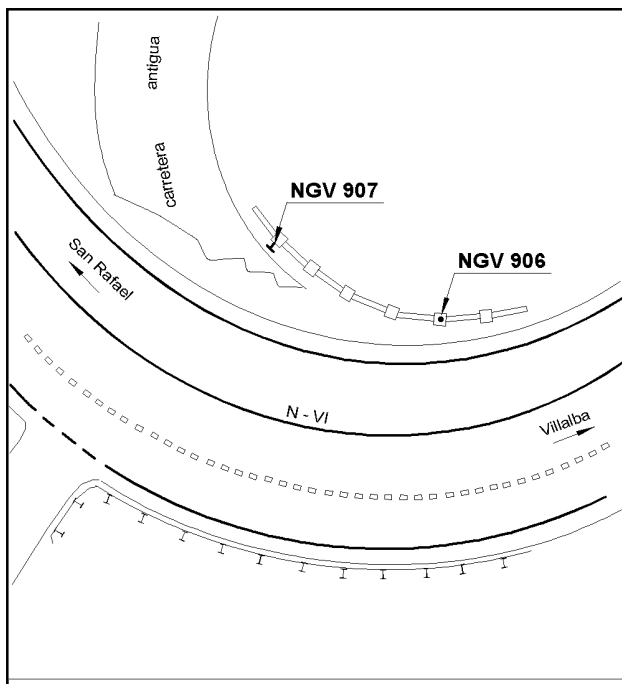 antigua
carretera
NGV 907
NGV 906
San Rafael
N - VI
Villalba